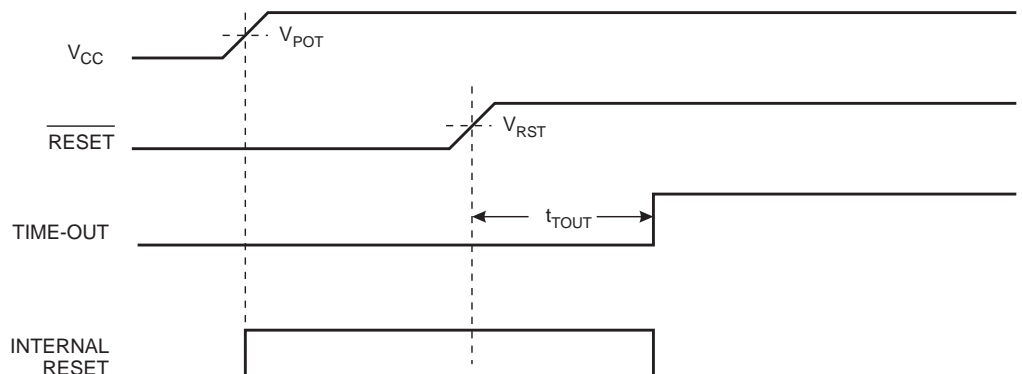 V_CC
V_POT
RESET
V_RST
TIME-OUT
t_TOUT
INTERNAL
RESET